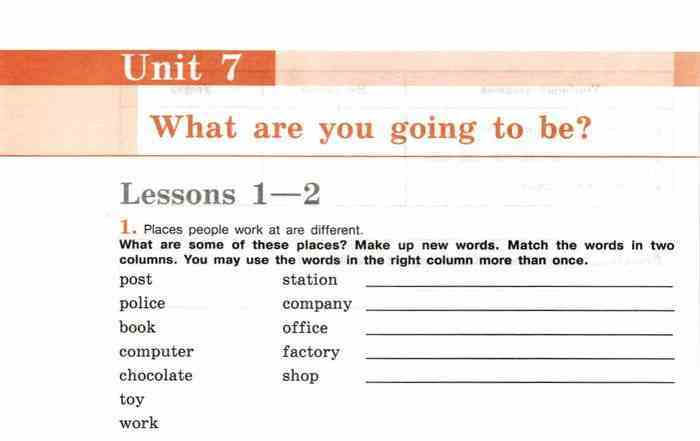 Unit 7
What are you going to be?
Lessons 1—2
1. Places people work at are different.
What are some of these places? Make up new words. Match the words in two
columns. You may use the words in the right column more than once.
post station
police company
book office
computer factory
chocolate shop
toy
work